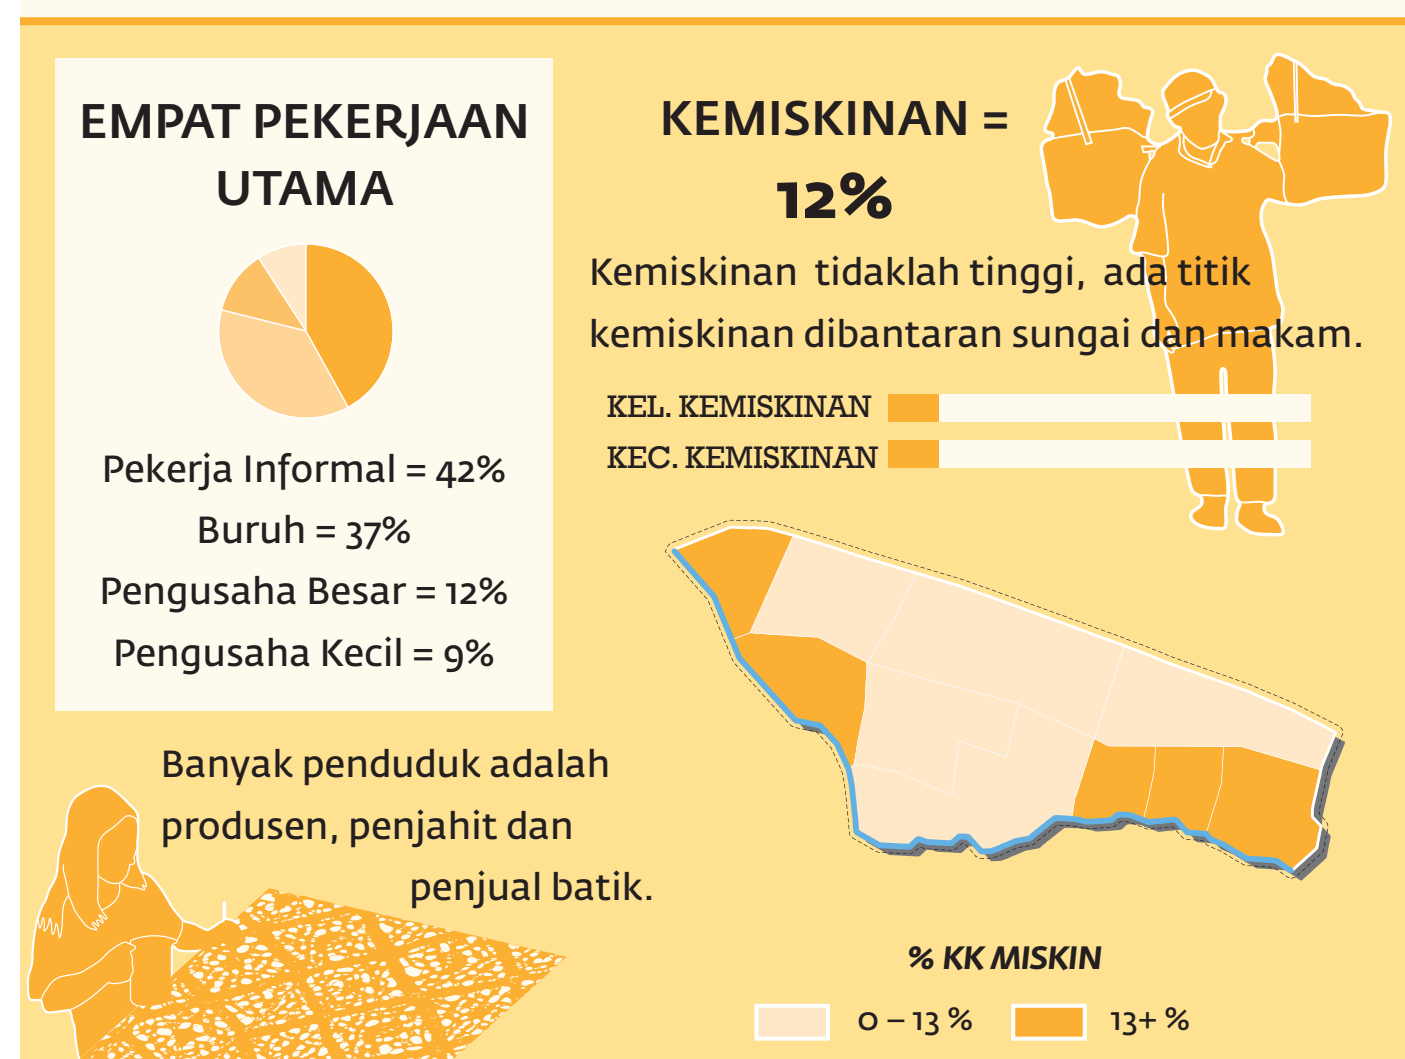 EMPAT PEKERJAAN
UTAMA
Pekerja Informal = 42%
Buruh = 37%
Pengusaha Besar = 12%
Pengusaha Kecil = 9%
Banyak penduduk adalah
produsen, penjahit dan
penjual batik.
KEMISKINAN =
12%
Kemiskinan tidaklah tinggi, ada titik
kemiskinan dibantaran sungai dan makam.
KEL. KEMISKINAN
KEC. KEMISKINAN
% KK MISKIN
0 – 13 %
13+ %